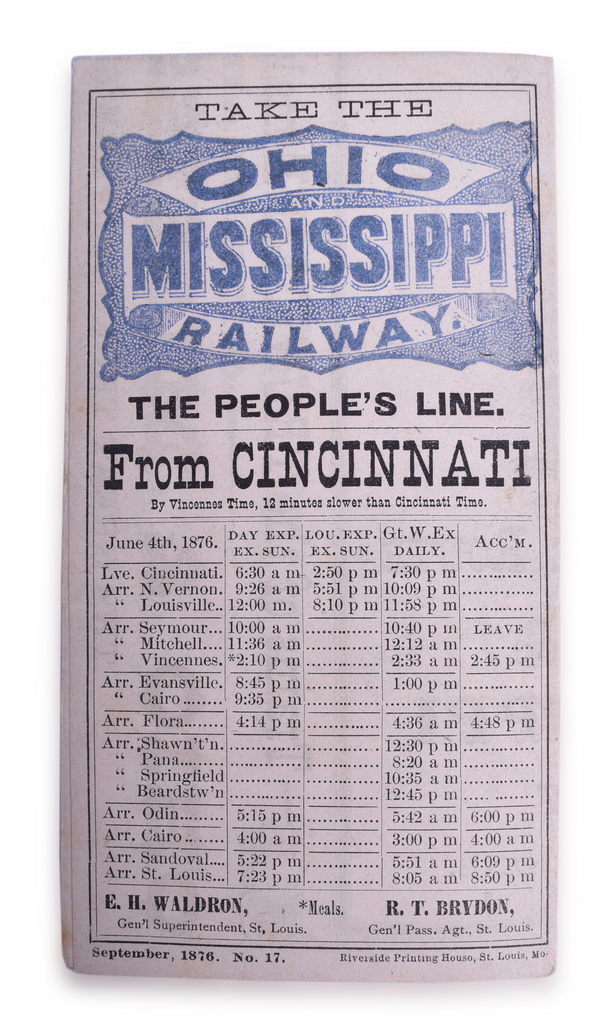 TAKE THE
OHIO
AND
MISSISSIPPI
RAILWAY.
THE PEOPLE'S LINE.
From CINCINNATI
By Vincennes Time, 12 minutes slower than Cincinnati Time.
June 4th, 1876. DAY EXP. EX. SUN. LOU. EXP. EX. SUN. Gt. W. Ex DAILY. Acc'm.
Lve. Cincinnati. 6:30 a m 2:50 p m 7:30 p m ..............
Arr. N. Vernon. 9:26 a m 5:51 p m 10:09 p m ..............
“ Louisville.. 12:00 m. 8:10 p m 11:58 p m ..............
Arr. Seymour... 10:00 a m .............. 10:40 p m LEAVE
“ Mitchell.... 11:36 a m .............. 12:12 a m ..............
“ Vincennes. *2:10 p m .............. 2:33 a m 2:45 p m
Arr. Evansville. 8:45 p m .............. 1:00 p m ..............
“ Cairo ........ 9:35 p m .............. .............. ..............
Arr. Flora........ 4:14 p m .............. 4:36 a m 4:48 p m
Arr. Shawn't'n. .............. .............. 12:30 p m ..............
“ Pana........ .............. .............. 8:20 a m ..............
“ Springfield .............. .............. 10:35 a m ..............
“ Beardstw'n .............. .............. 12:45 p m ..............
Arr. Odin......... 5:15 p m .............. 5:42 a m 6:00 p m
Arr. Cairo ........ 4:00 a m .............. 3:00 p m 4:00 a m
Arr. Sandoval.... 5:22 p m .............. 5:51 a m 6:09 p m
Arr. St. Louis... 7:23 p m .............. 8:05 a m 8:50 p m
E. H. WALDRON, *Meals. R. T. BRYDON,
Gen'l Superintendent, St, Louis. Gen'l Pass. Agt., St. Louis.
September, 1876. No. 17. Riverside Printing House, St. Louis, Mo.